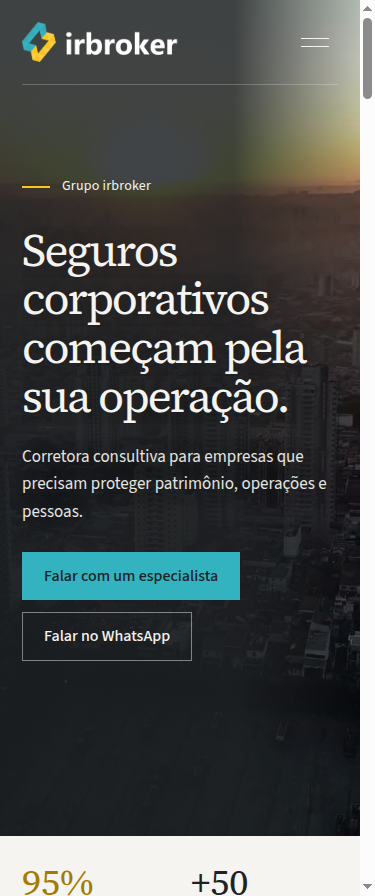 irbroker
Grupo irbroker
Seguros
corporativos
começam pela
sua operação.
Corretora consultiva para empresas que
precisam proteger patrimônio, operações e
pessoas.
Falar com um especialista
Falar no WhatsApp
95% +50